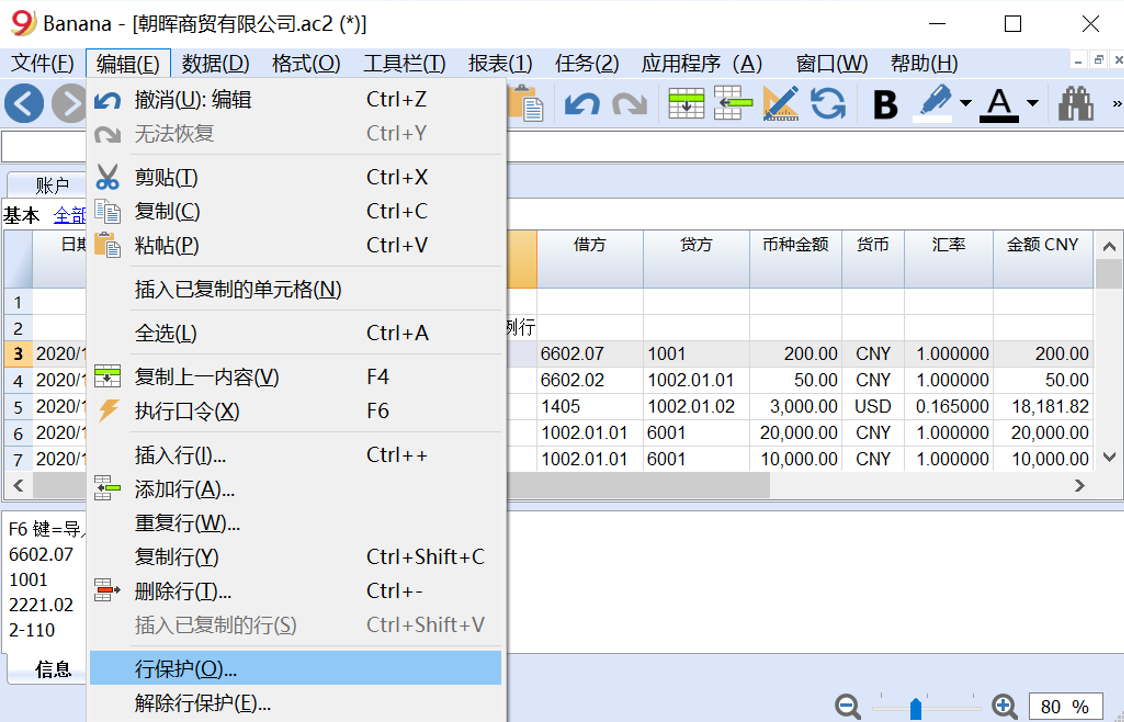 Banana - [朝晖商贸有限公司.ac2 (*)]
文件(F) 编辑(E) 数据(D) 格式(O) 工具栏(T) 报表(1) 任务(2) 应用程序 (A) 窗口(W) 帮助(H)
撤消(U): 编辑 Ctrl+Z
无法恢复 Ctrl+Y
剪贴(T) Ctrl+X
复制(C) Ctrl+C
粘帖(P) Ctrl+V
插入已复制的单元格(N)
全选(L) Ctrl+A
复制上一内容(V) F4
执行口令(X) F6
插入行(I)... Ctrl++
添加行(A)...
重复行(W)...
复制行(Y) Ctrl+Shift+C
删除行(T)... Ctrl+-
插入已复制的行(S) Ctrl+Shift+V
行保护(O)...
解除行保护(E)...
B A »
账户
基本 全部
日期 借方 贷方 币种金额 货币 汇率 金额 CNY
1
2 例行
3 2020/1 6602.07 1001 200.00 CNY 1.000000 200.00
4 2020/1 6602.02 1002.01.01 50.00 CNY 1.000000 50.00
5 2020/1 1405 1002.01.02 3,000.00 USD 0.165000 18,181.82
6 2020/1 1002.01.01 6001 20,000.00 CNY 1.000000 20,000.00
7 2020/1 1002.01.01 6001 10,000.00 CNY 1.000000 10,000.00
F6 键=导
6602.07
1001
2221.02
2-110
信息
80 %